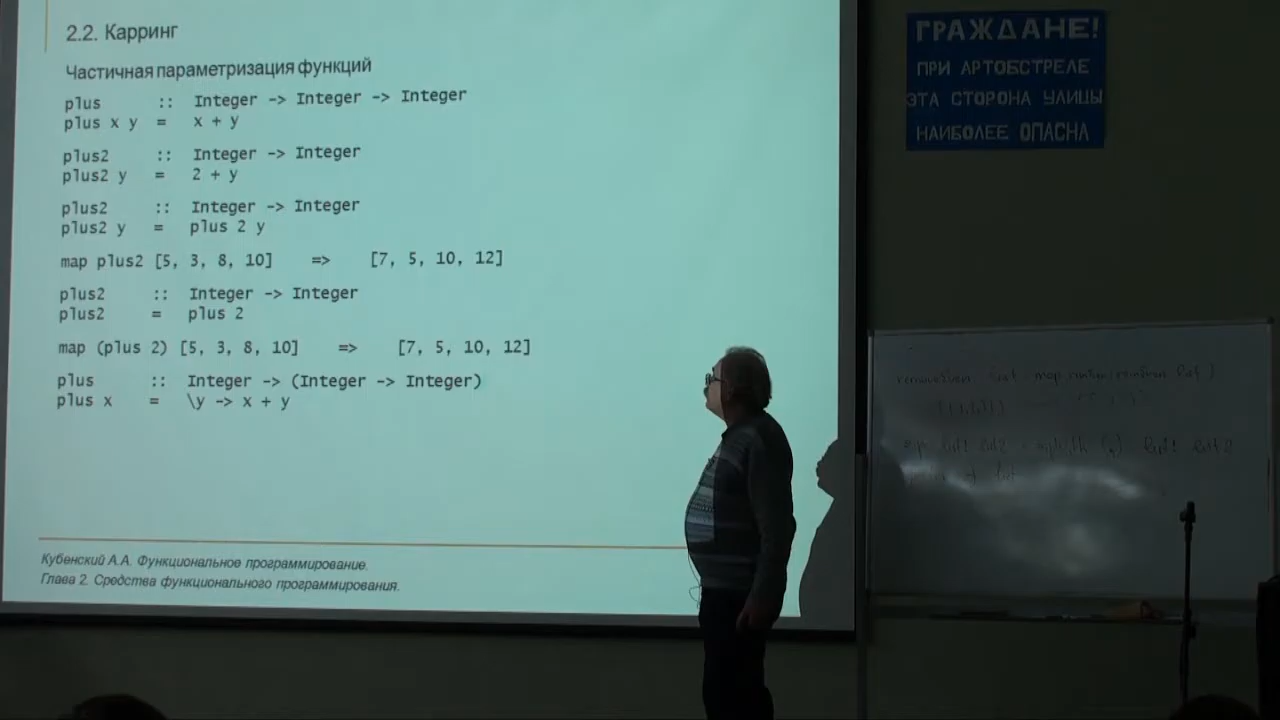 2.2. Карринг
Частичная параметризация функций
plus :: Integer -> Integer -> Integer
plus x y = x + y
plus2 :: Integer -> Integer
plus2 y = 2 + y
plus2 :: Integer -> Integer
plus2 y = plus 2 y
map plus2 [5, 3, 8, 10] => [7, 5, 10, 12]
plus2 :: Integer -> Integer
plus2 = plus 2
map (plus 2) [5, 3, 8, 10] => [7, 5, 10, 12]
plus :: Integer -> (Integer -> Integer)
plus x = \y -> x + y
Кубенский А.А. Функциональное программирование.
Глава 2. Средства функционального программирования.
ГРАЖДАНЕ!
ПРИ АРТОБСТРЕЛЕ
ЭТА СТОРОНА УЛИЦЫ
НАИБОЛЕЕ ОПАСНА